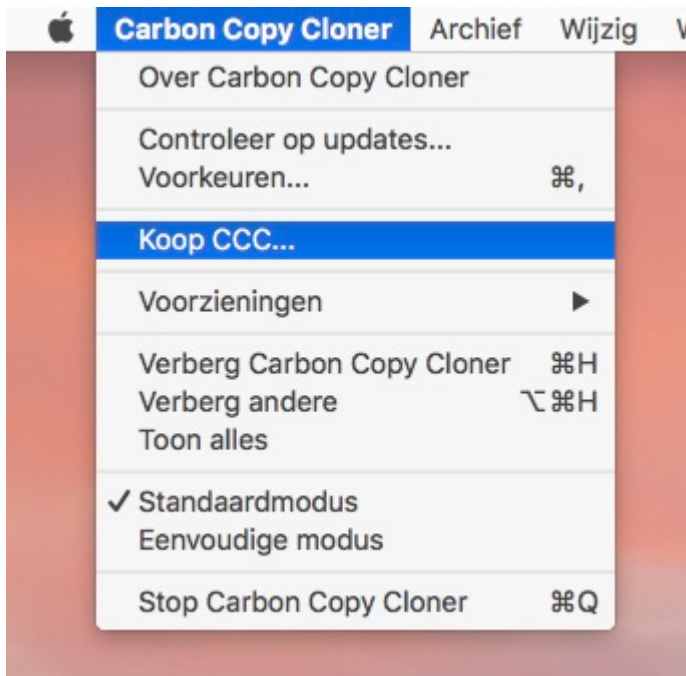 Carbon Copy Cloner Archief Wijzig
Over Carbon Copy Cloner
Controleer op updates...
Voorkeuren... ⌘,
Koop CCC...
Voorzieningen ▶
Verberg Carbon Copy Cloner ⌘H
Verberg andere ⌥⌘H
Toon alles
✓ Standaardmodus
Eenvoudige modus
Stop Carbon Copy Cloner ⌘Q